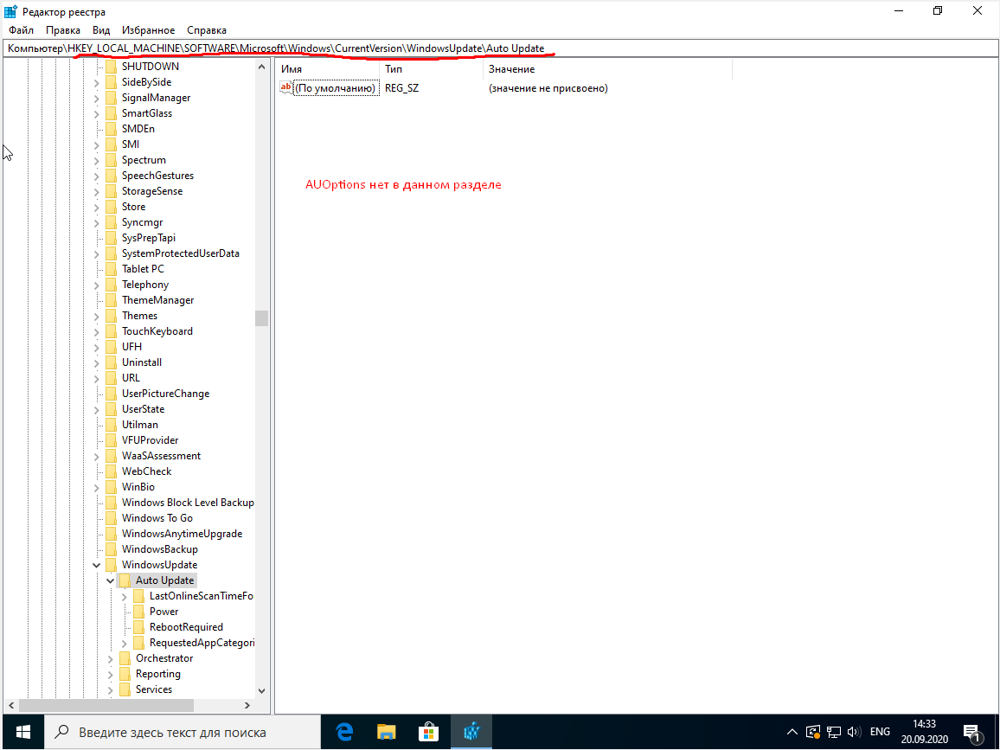 Редактор реестра
Файл Правка Вид Избранное Справка
Компьютер\HKEY_LOCAL_MACHINE\SOFTWARE\Microsoft\Windows\CurrentVersion\WindowsUpdate\Auto Update
SHUTDOWN
SideBySide
SignalManager
SmartGlass
SMDEn
SMI
Spectrum
SpeechGestures
StorageSense
Store
Syncmgr
SysPrepTapi
SystemProtectedUserData
Tablet PC
Telephony
ThemeManager
Themes
TouchKeyboard
UFH
Uninstall
URL
UserPictureChange
UserState
Utilman
VFUProvider
WaaSAssessment
WebCheck
WinBio
Windows Block Level Backup
Windows To Go
WindowsAnytimeUpgrade
WindowsBackup
WindowsUpdate
Auto Update
LastOnlineScanTimeFo
Power
RebootRequired
RequestedAppCategori
Orchestrator
Reporting
Services
Имя Тип Значение
ab (По умолчанию) REG_SZ (значение не присвоено)
AUOptions нет в данном разделе
Введите здесь текст для поиска
ENG
14:33
20.09.2020
1